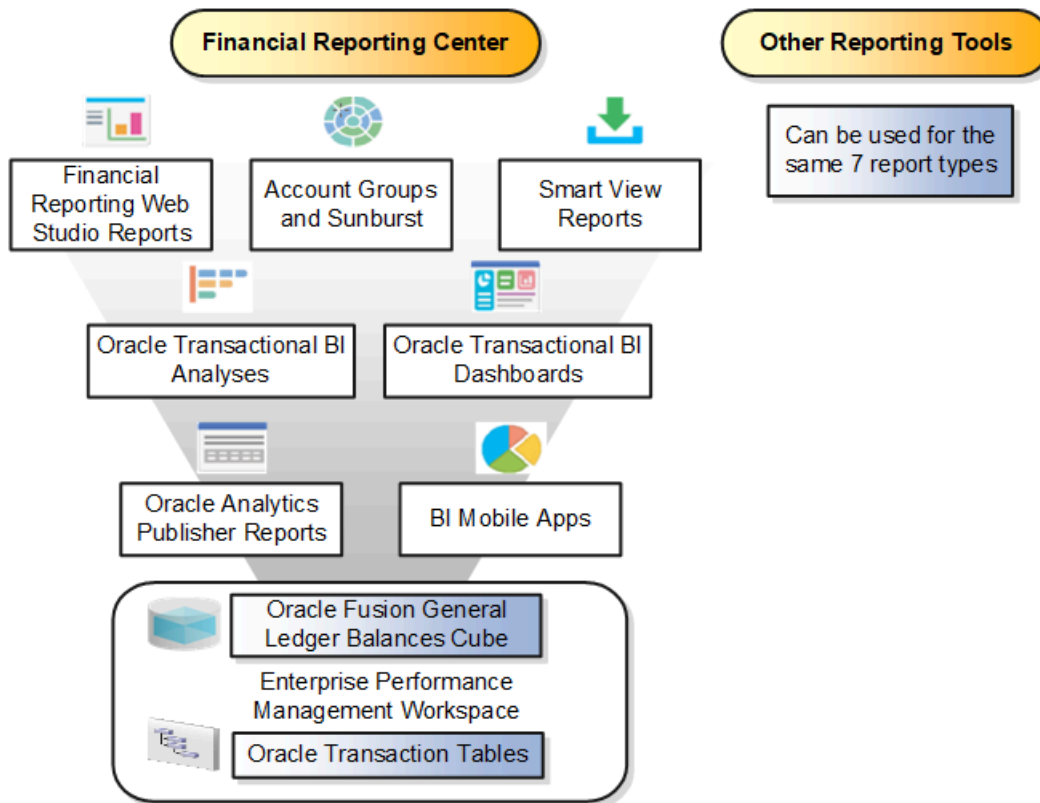 Financial Reporting Center
Other Reporting Tools
Can be used for the
same 7 report types
Financial
Reporting Web
Studio Reports
Account Groups
and Sunburst
Smart View
Reports
Oracle Transactional BI
Analyses
Oracle Transactional BI
Dashboards
Oracle Analytics
Publisher Reports
BI Mobile Apps
Oracle Fusion General
Ledger Balances Cube
Enterprise Performance
Management Workspace
Oracle Transaction Tables